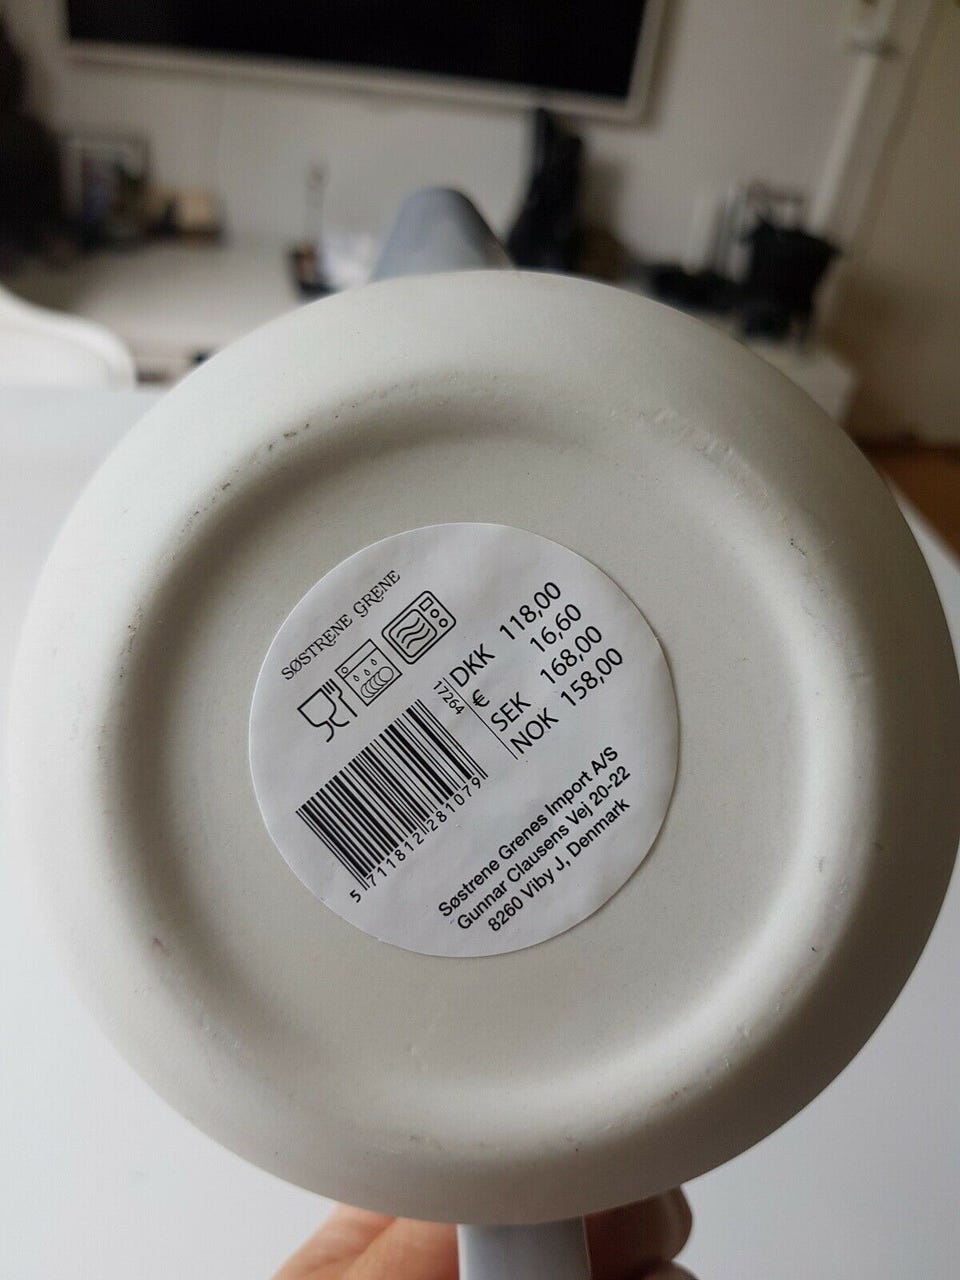 SØSTRENE GRENE
DKK 118,00
€ 16,60
SEK 168,00
NOK 158,00
17264
5 711812 281079
Søstrene Grenes Import A/S
Gunnar Clausens Vej 20-22
8260 Viby J, Denmark